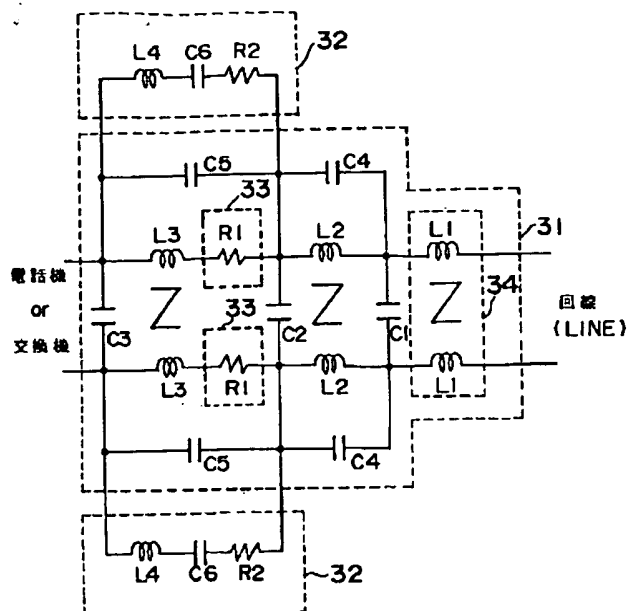 32
L4 C6 R2
C5 C4
33
L3 R1 L2 L1 31
電話機
or
交換機
Z Z Z 34
回線
(LINE)
C3 33 C2 C1
L3 R1 L2 L1
C5 C4
L4 C6 R2 32